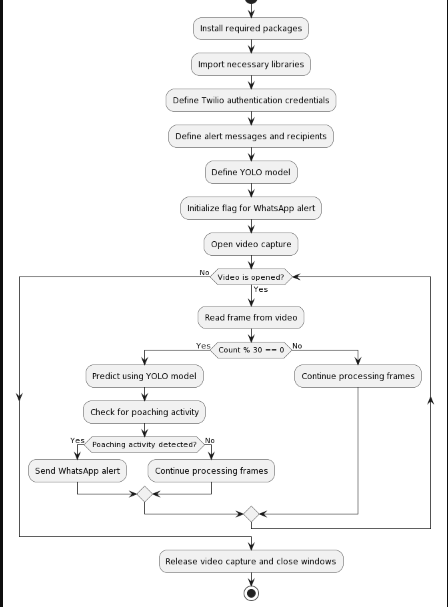 Install required packages
Import necessary libraries
Define Twilio authentication credentials
Define alert messages and recipients
Define YOLO model
Initialize flag for WhatsApp alert
Open video capture
No
Video is opened?
Yes
Read frame from video
Yes
Count % 30 == 0
No
Predict using YOLO model
Continue processing frames
Check for poaching activity
Yes
Poaching activity detected?
No
Send WhatsApp alert
Continue processing frames
Release video capture and close windows